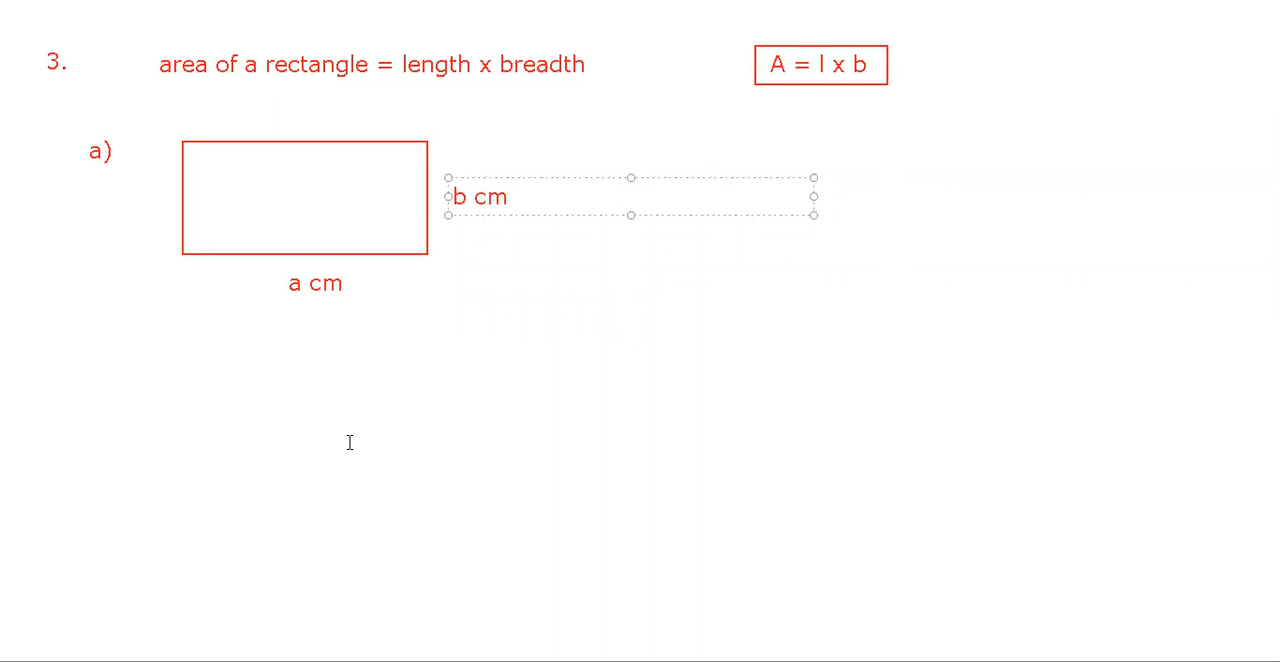 3. area of a rectangle = length x breadth A = l x b
a)
b cm
a cm